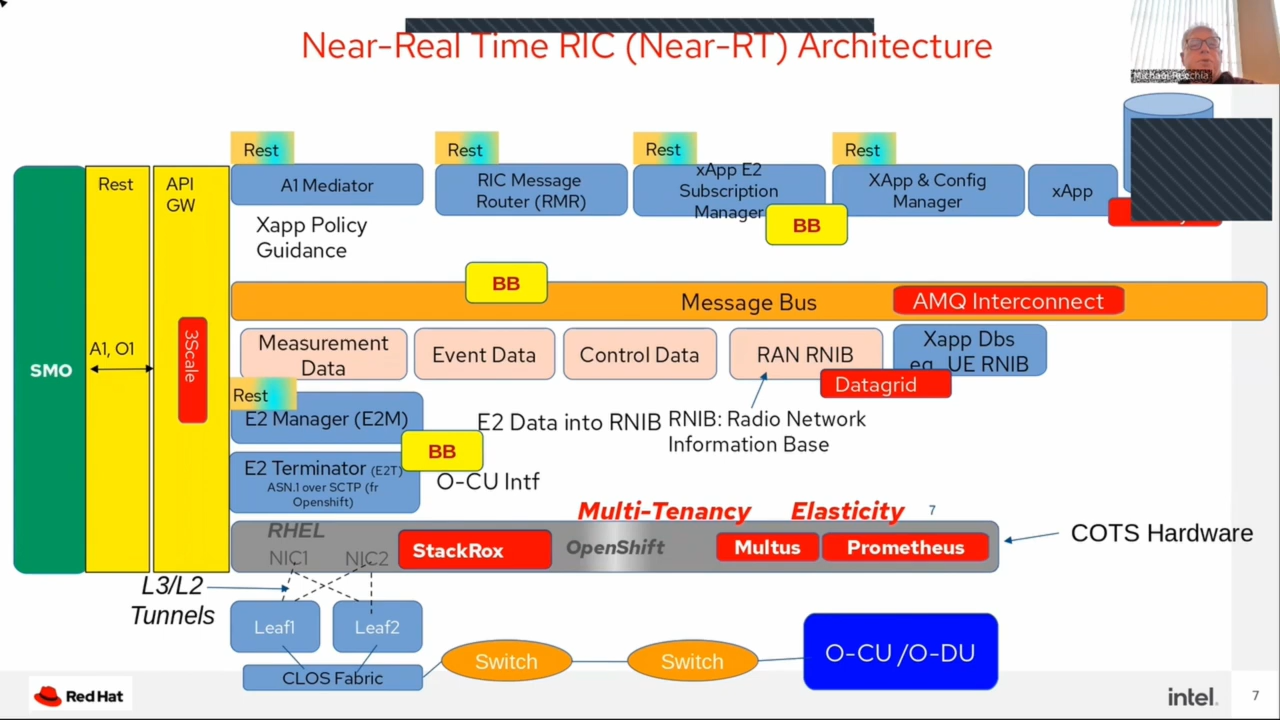 Near-Real Time RIC (Near-RT) Architecture
Rest
Rest
Rest
Rest
Rest
API
GW
A1 Mediator
RIC Message
Router (RMR)
xApp E2
Subscription
Manager
XApp & Config
Manager
xApp
BB
Xapp Policy
Guidance
BB
Message Bus
AMQ Interconnect
3Scale
A1, O1
SMO
Measurement
Data
Event Data
Control Data
RAN RNIB
Xapp Dbs
eg. UE RNIB
Datagrid
Rest
E2 Manager (E2M)
E2 Data into RNIB
RNIB: Radio Network
Information Base
BB
E2 Terminator (E2T)
ASN.1 over SCTP (fr
Openshift)
O-CU Intf
Multi-Tenancy
Elasticity
7
RHEL
NIC1
NIC2
StackRox
OpenShift
Multus
Prometheus
COTS Hardware
L3/L2
Tunnels
Leaf1
Leaf2
CLOS Fabric
Switch
Switch
O-CU /O-DU
Red Hat
intel.
7